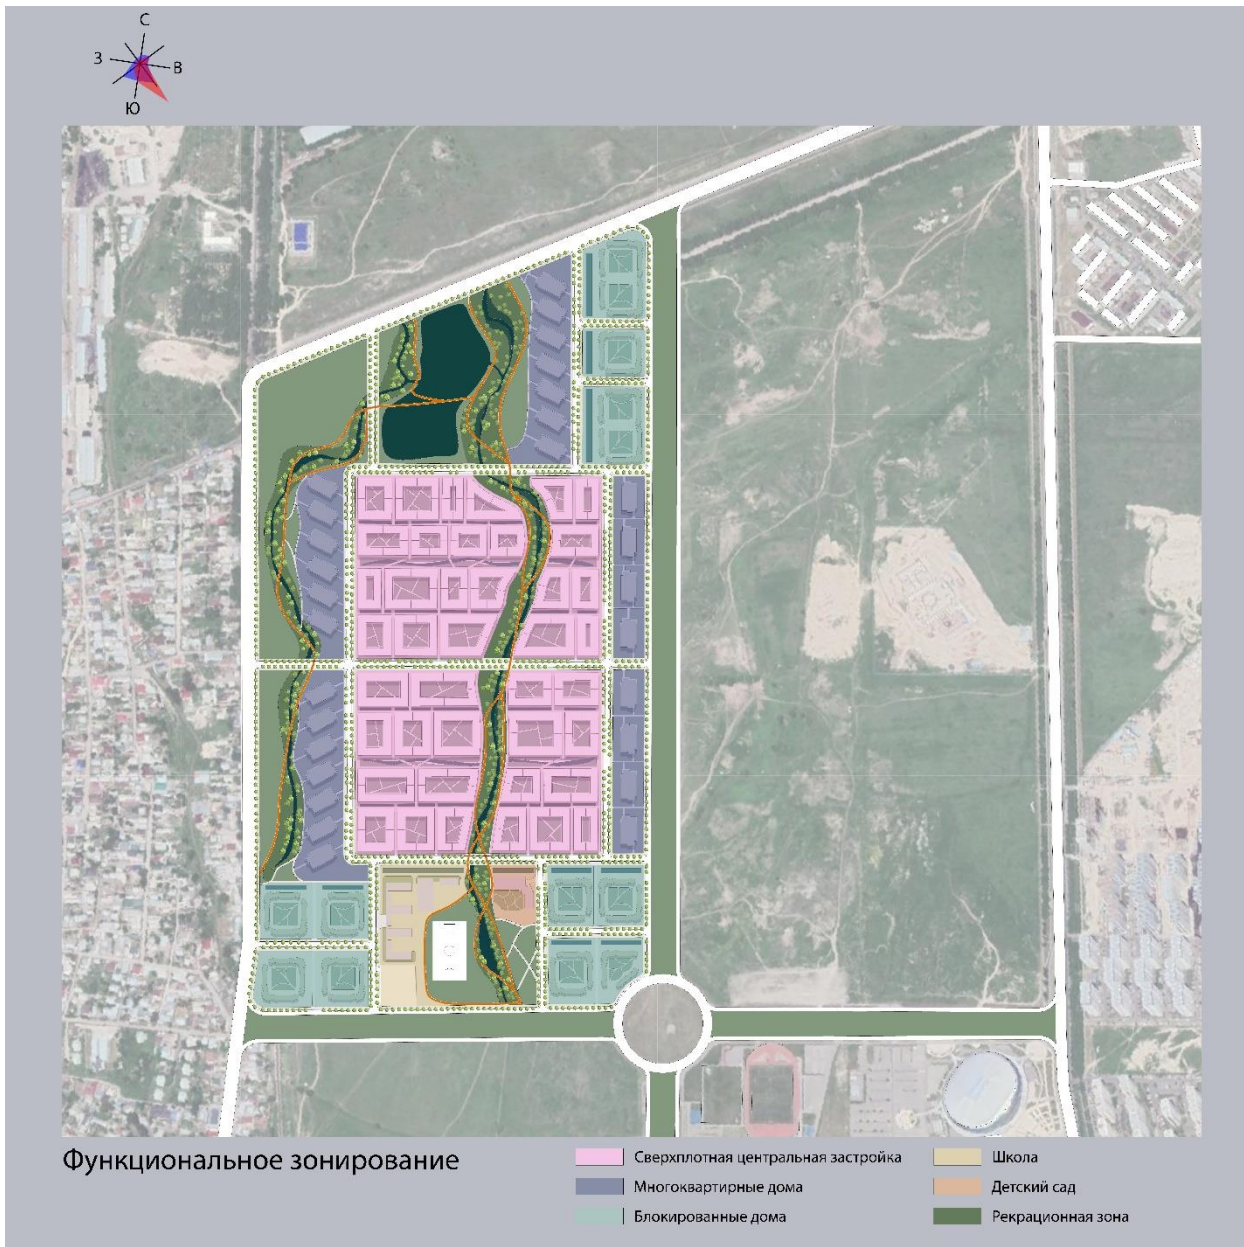 С
З
В
Ю
Функциональное зонирование
Сверхплотная центральная застройка
Многоквартирные дома
Блокированные дома
Школа
Детский сад
Рекрационная зона